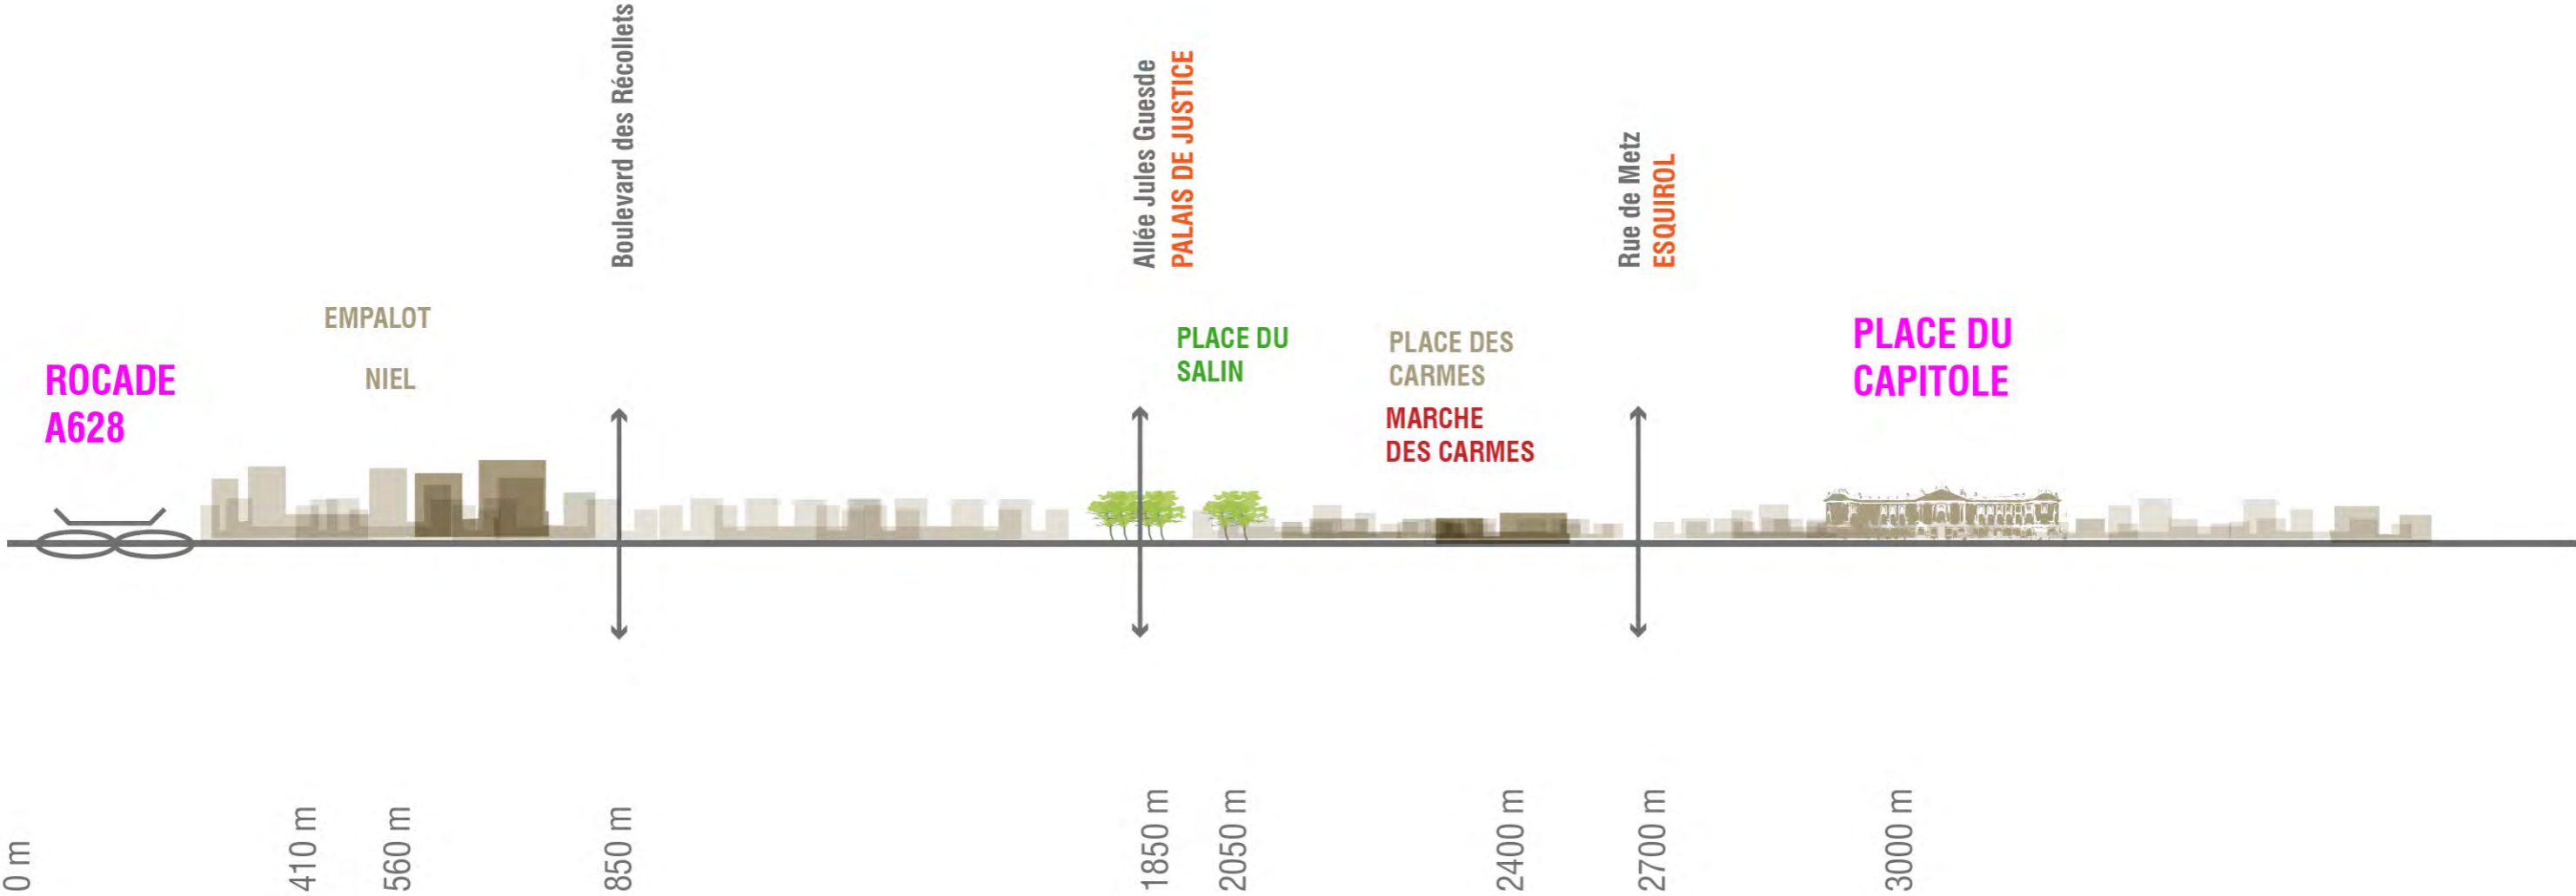 Boulevard des Récollets
Allée Jules Guesde
PALAIS DE JUSTICE
Rue de Metz
ESQUIROL
EMPALOT
NIEL
ROCADE
A628
PLACE DU
SALIN
PLACE DES
CARMES
MARCHE
DES CARMES
PLACE DU
CAPITOLE
0 m
410 m
560 m
850 m
1850 m
2050 m
2400 m
2700 m
3000 m